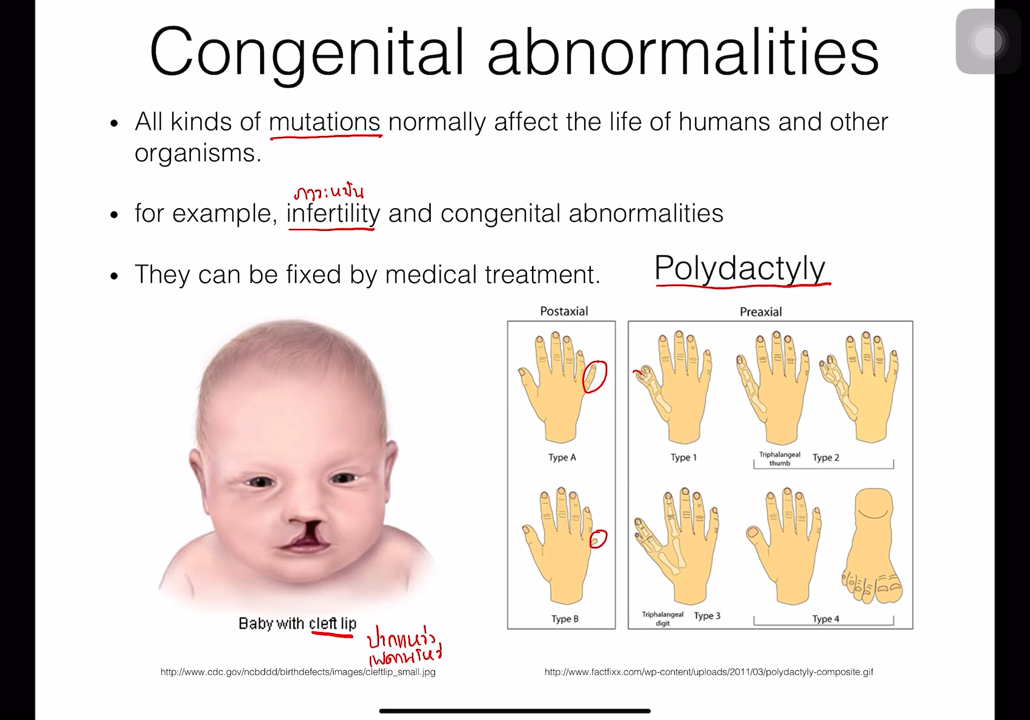 Congenital abnormalities
• All kinds of mutations normally affect the life of humans and other
organisms.
ภาวะหมัน
• for example, infertility and congenital abnormalities
• They can be fixed by medical treatment.
Polydactyly
Postaxial
Preaxial
Type A
Type 1
Triphalangeal
thumb
Type 2
Type B
Triphalangeal
digit
Type 3
Type 4
Baby with cleft lip
ปากแหว่ง
เพดานโหว่
http://www.cdc.gov/ncbddd/birthdefects/images/cleftlip_small.jpg
http://www.factfixx.com/wp-content/uploads/2011/03/polydactyly-composite.gif